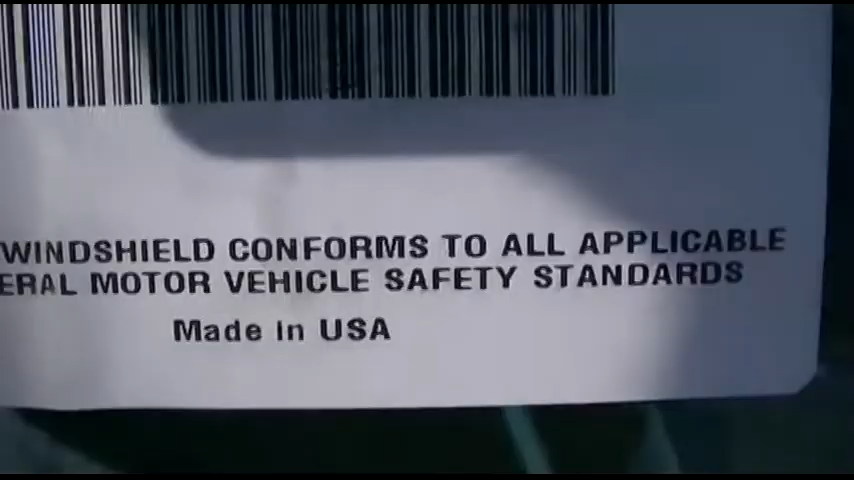 WINDSHIELD CONFORMS TO ALL APPLICABLE
ERAL MOTOR VEHICLE SAFETY STANDARDS
Made in USA